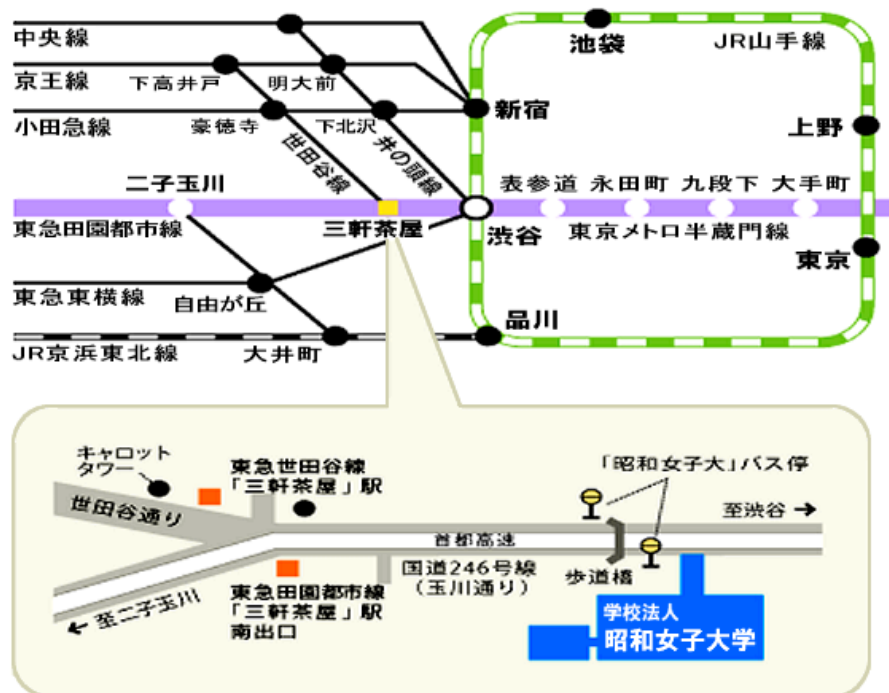 中央線
池袋
JR山手線
京王線
下高井戸
明大前
小田急線
豪徳寺
下北沢
新宿
上野
世田谷線
井の頭線
二子玉川
表参道
永田町
九段下
大手町
東急田園都市線
三軒茶屋
渋谷
東京メトロ半蔵門線
東京
東急東横線
自由が丘
品川
JR京浜東北線
大井町
キャロット
タワー
東急世田谷線
「三軒茶屋」駅
「昭和女子大」バス停
世田谷通り
至渋谷→
首都高速
国道246号線
(玉川通り)
歩道橋
←至二子玉川
東急田園都市線
「三軒茶屋」駅
南出口
学校法人
昭和女子大学